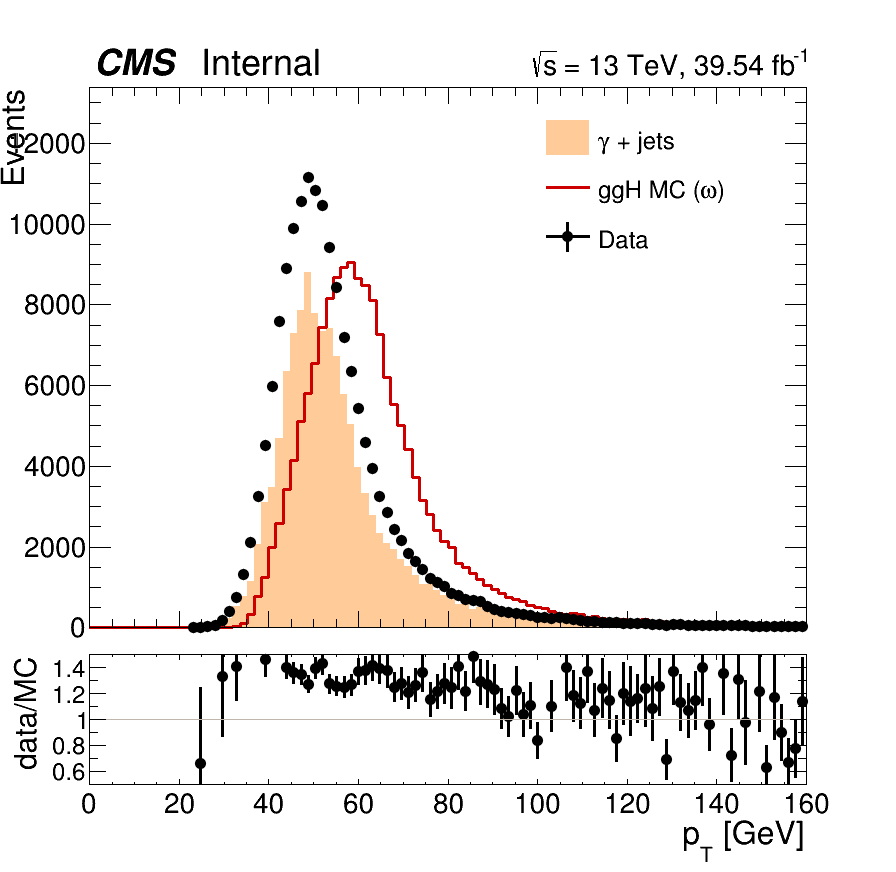 CMS Internal
√s = 13 TeV, 39.54 fb⁻¹
Events
12000
10000
8000
6000
4000
2000
0
γ + jets
ggH MC (ω)
Data
data/MC
1.4
1.2
1
0.8
0.6
0 20 40 60 80 100 120 140 160
p_T [GeV]